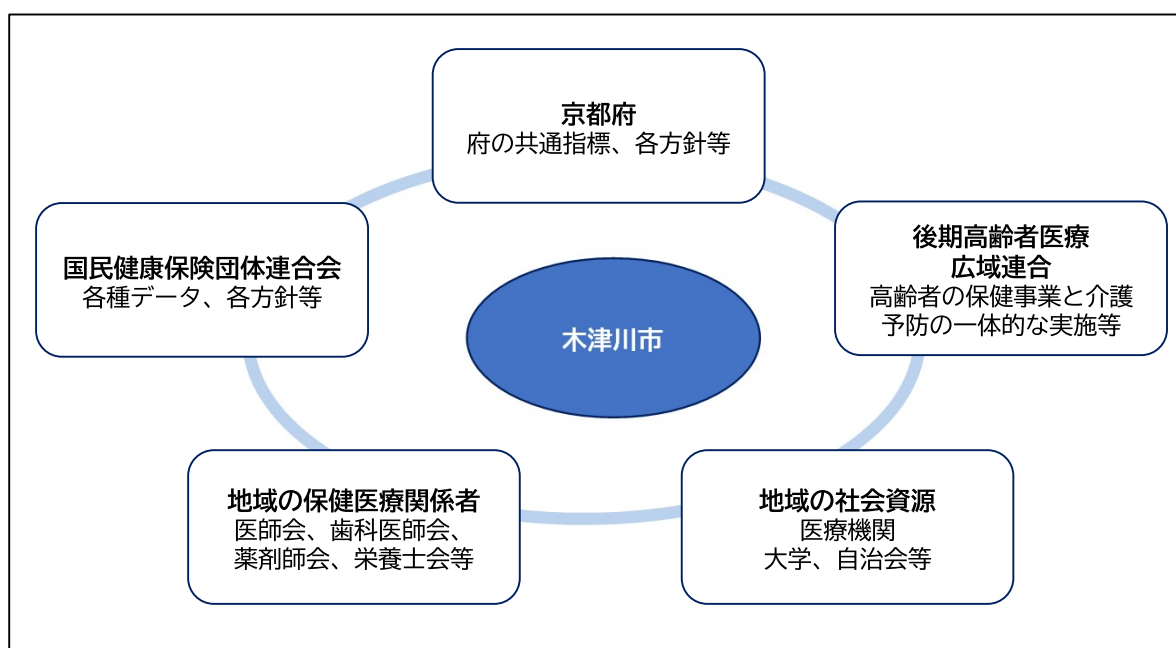 京都府
府の共通指標、各方針等
国民健康保険団体連合会
各種データ、各方針等
後期高齢者医療
広域連合
高齢者の保健事業と介護
予防の一体的な実施等
木津川市
地域の保健医療関係者
医師会、歯科医師会、
薬剤師会、栄養士会等
地域の社会資源
医療機関
大学、自治会等